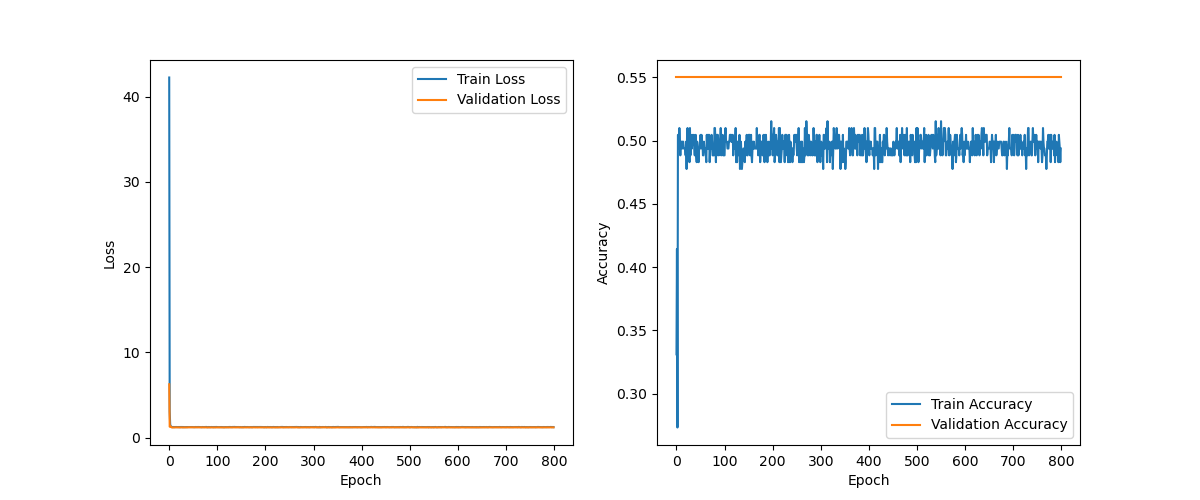 40
30
20
10
0
Loss
0 100 200 300 400 500 600 700 800
Epoch
Train Loss
Validation Loss
0.55
0.50
0.45
0.40
0.35
0.30
Accuracy
0 100 200 300 400 500 600 700 800
Epoch
Train Accuracy
Validation Accuracy